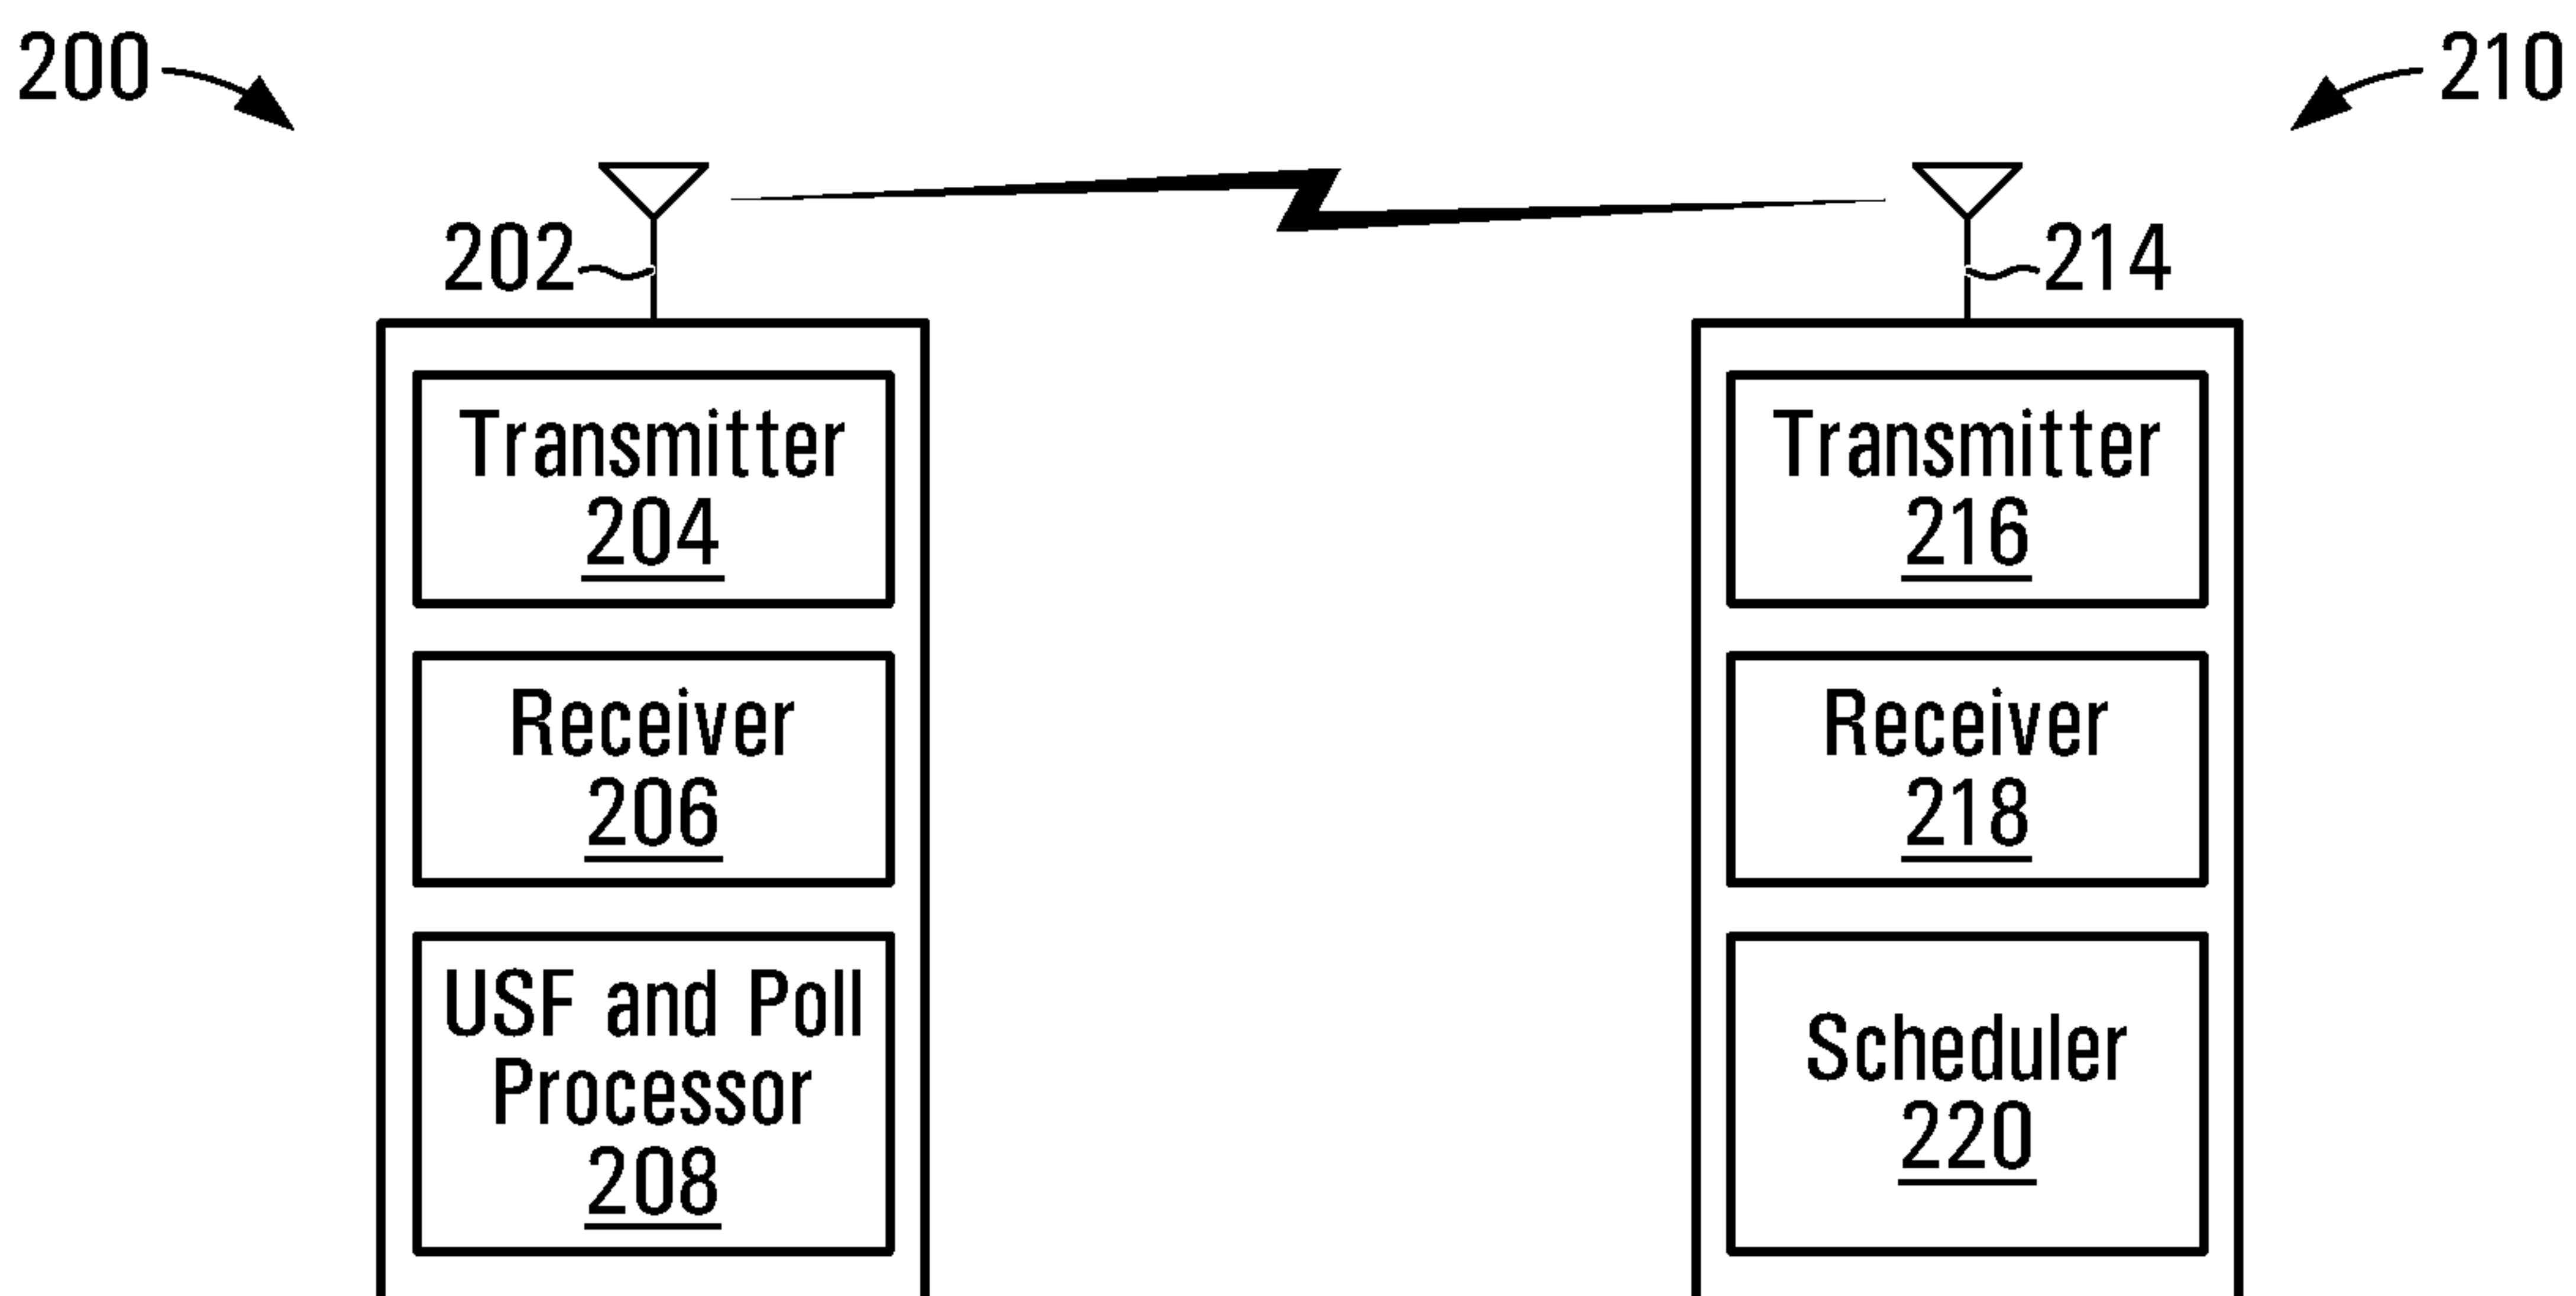 200
210
202
214
Transmitter
204
Receiver
206
USF and Poll
Processor
208
Transmitter
216
Receiver
218
Scheduler
220